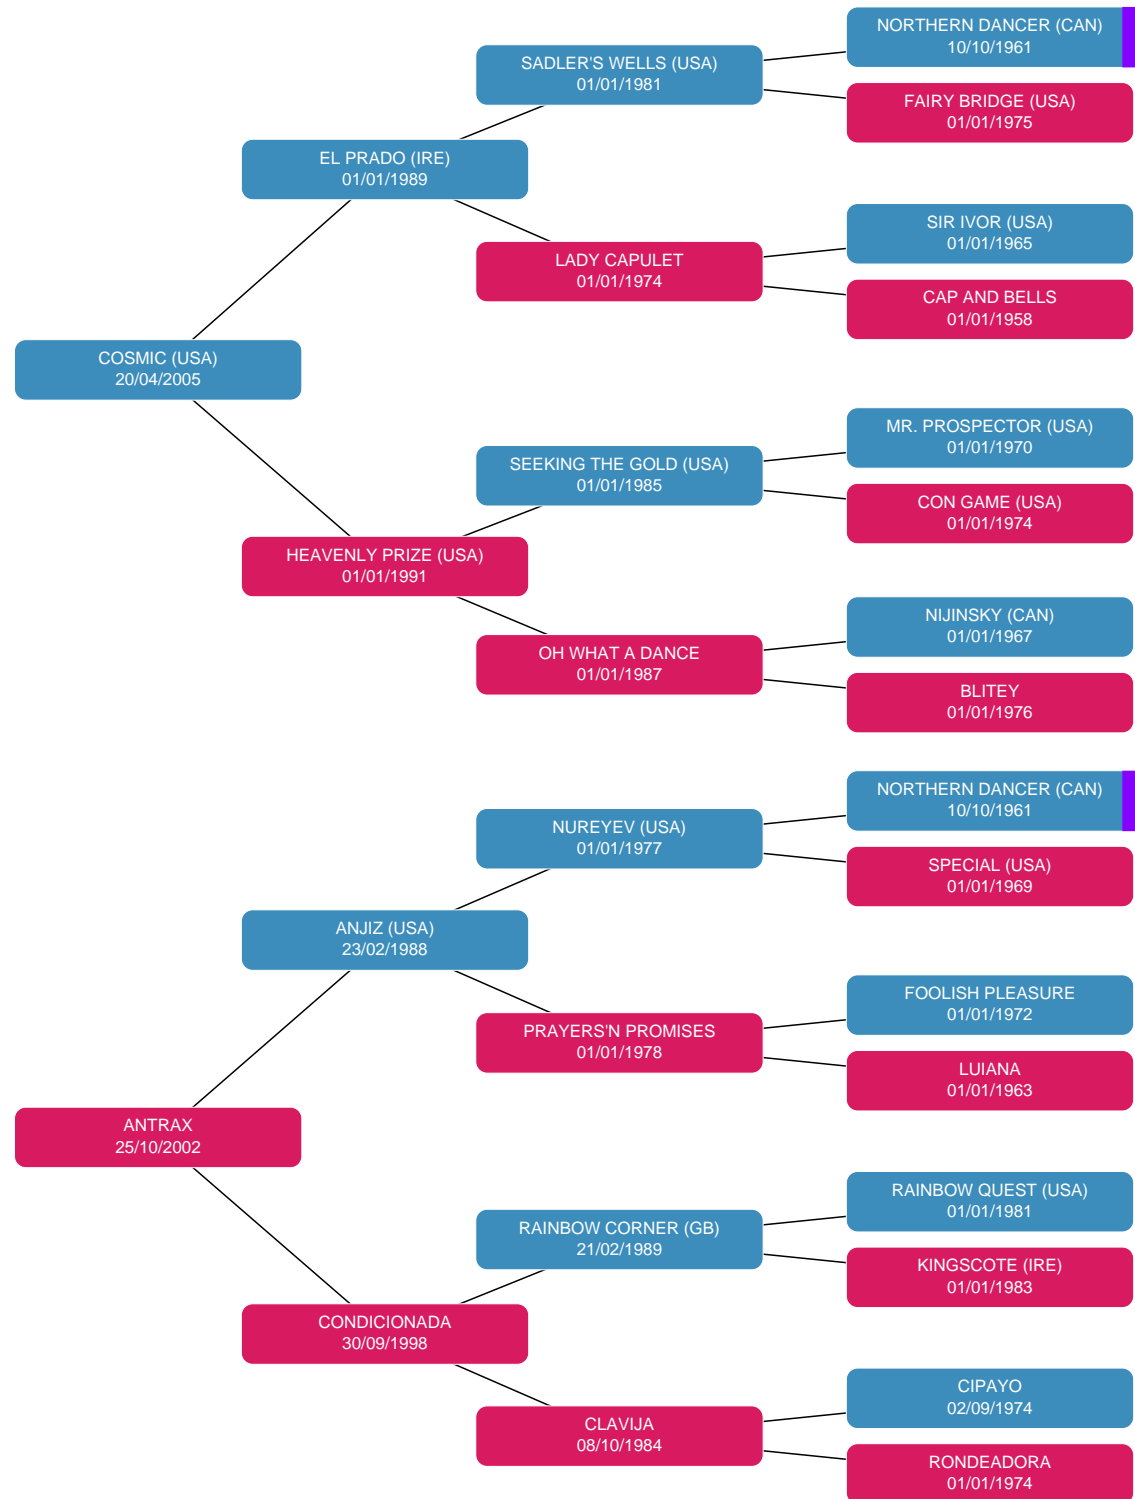 NORTHERN DANCER (CAN)
10/10/1961
SADLER'S WELLS (USA)
01/01/1981
FAIRY BRIDGE (USA)
01/01/1975
EL PRADO (IRE)
01/01/1989
SIR IVOR (USA)
01/01/1965
LADY CAPULET
01/01/1974
CAP AND BELLS
01/01/1958
COSMIC (USA)
20/04/2005
MR. PROSPECTOR (USA)
01/01/1970
SEEKING THE GOLD (USA)
01/01/1985
CON GAME (USA)
01/01/1974
HEAVENLY PRIZE (USA)
01/01/1991
NIJINSKY (CAN)
01/01/1967
OH WHAT A DANCE
01/01/1987
BLITEY
01/01/1976
NORTHERN DANCER (CAN)
10/10/1961
NUREYEV (USA)
01/01/1977
SPECIAL (USA)
01/01/1969
ANJIZ (USA)
23/02/1988
FOOLISH PLEASURE
01/01/1972
PRAYERS'N PROMISES
01/01/1978
LUIANA
01/01/1963
ANTRAX
25/10/2002
RAINBOW QUEST (USA)
01/01/1981
RAINBOW CORNER (GB)
21/02/1989
KINGSCOTE (IRE)
01/01/1983
CONDICIONADA
30/09/1998
CIPAYO
02/09/1974
CLAVIJA
08/10/1984
RONDEADORA
01/01/1974